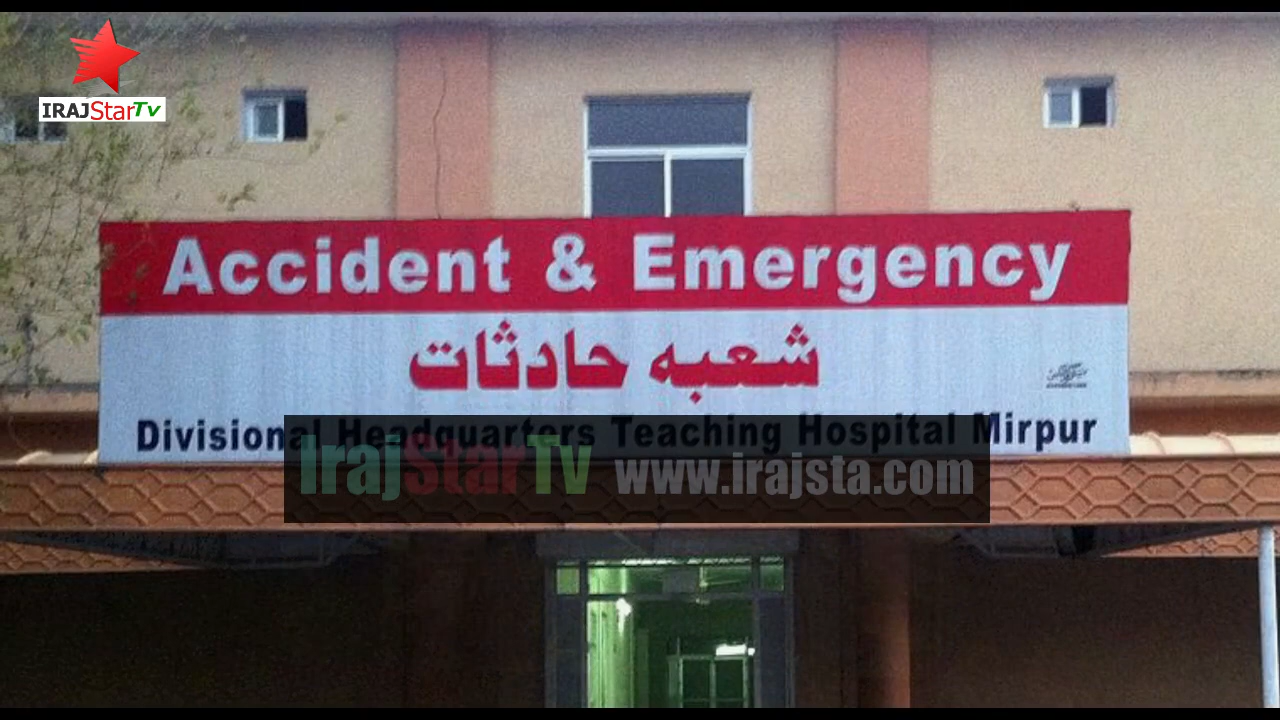 IRAJStarTv
Accident & Emergency
شعبہ حادثات
Divisional Headquarters Teaching Hospital Mirpur
IrajStarTv www.irajsta.com